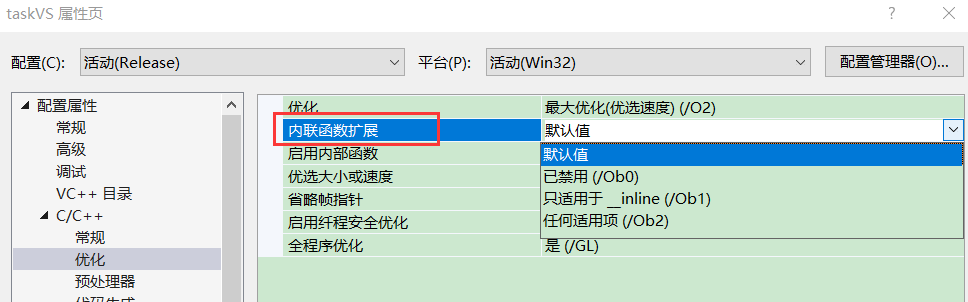 taskVS 属性页
?
配置(C):
活动(Release)
平台(P):
活动(Win32)
配置管理器(O)...
配置属性
常规
高级
调试
VC++ 目录
C/C++
常规
优化
预处理器
代码生成
优化 最大优化(优选速度) (/O2)
内联函数扩展 默认值
启用内部函数
优选大小或速度
省略帧指针
启用纤程安全优化
全程序优化 是 (/GL)
默认值
已禁用 (/Ob0)
只适用于 __inline (/Ob1)
任何适用项 (/Ob2)